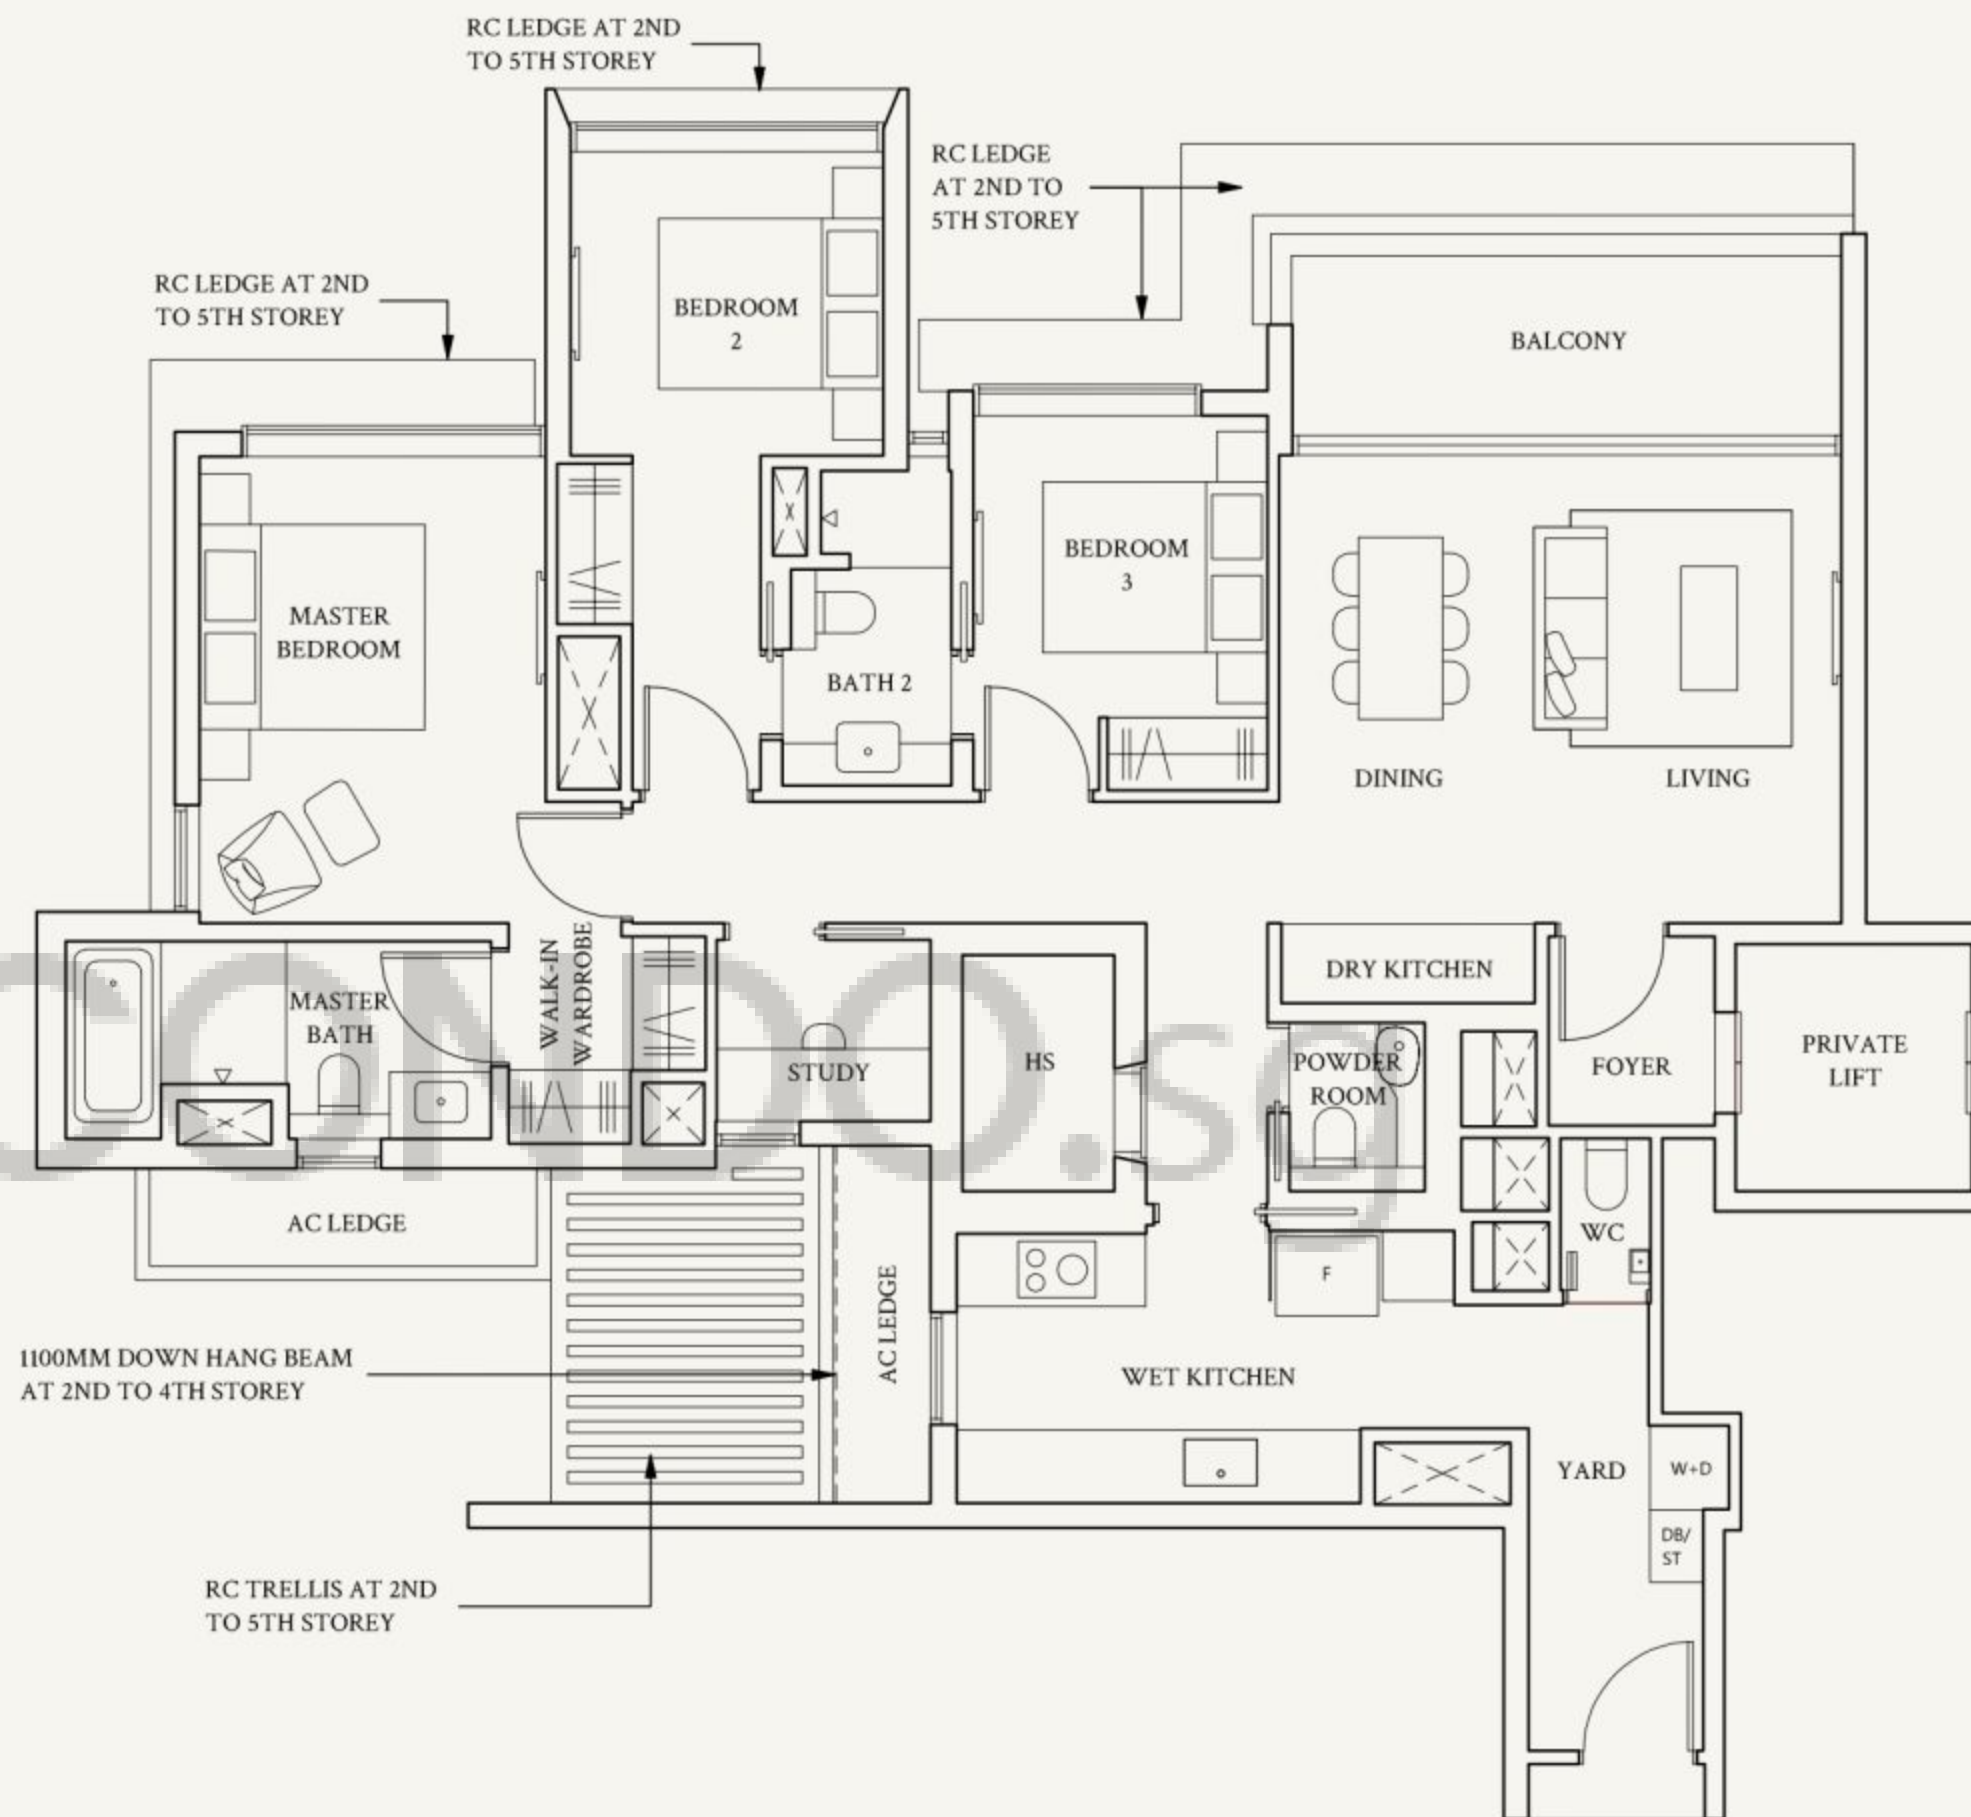 RC LEDGE AT 2ND
TO 5TH STOREY
RC LEDGE
AT 2ND TO
5TH STOREY
RC LEDGE AT 2ND
TO 5TH STOREY
BEDROOM
2
BALCONY
BEDROOM
3
MASTER
BEDROOM
BATH 2
DINING
LIVING
WALK-IN
WARDROBE
DRY KITCHEN
MASTER
BATH
STUDY
HS
POWDER
ROOM
FOYER
PRIVATE
LIFT
CONDO.sg
AC LEDGE
WC
F
AC LEDGE
1100MM DOWN HANG BEAM
AT 2ND TO 4TH STOREY
WET KITCHEN
YARD
W+D
DB/
ST
RC TRELLIS AT 2ND
TO 5TH STOREY